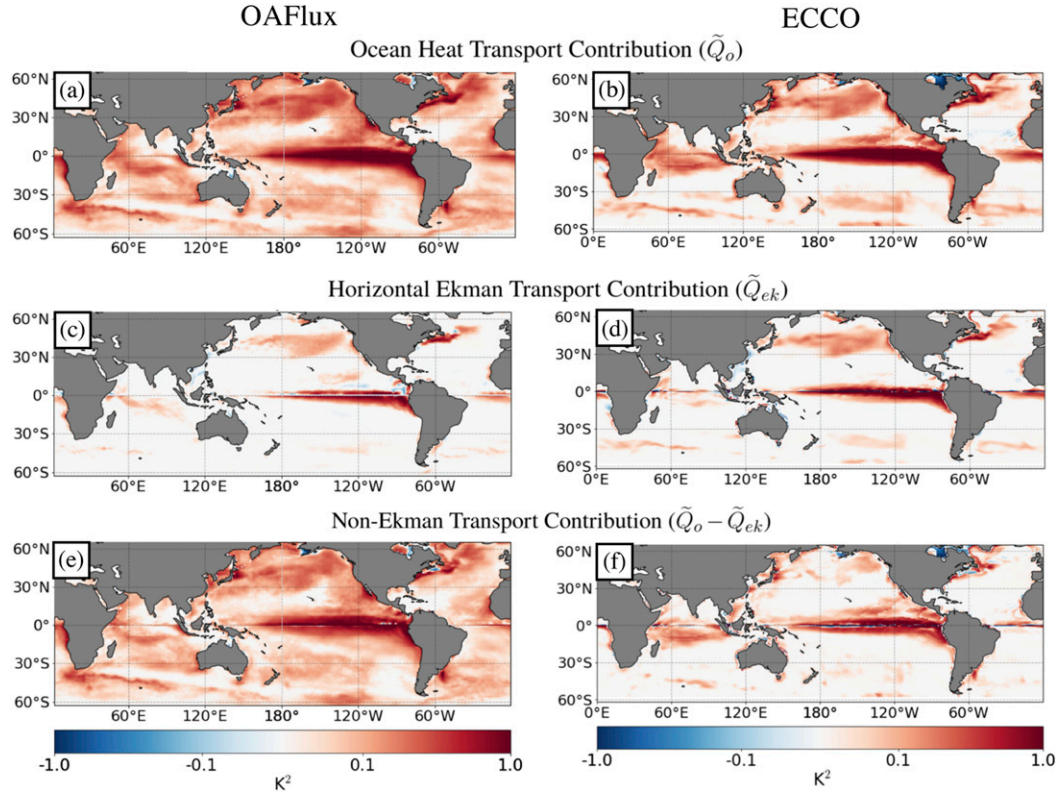 OAFlux ECCO
Ocean Heat Transport Contribution (Q̃ₒ)
(a) (b)
60°N 60°N
30°N 30°N
0° 0°
30°S 30°S
60°S 60°S
60°E 120°E 180° 120°W 60°W 0°E 60°E 120°E 180° 120°W 60°W
Horizontal Ekman Transport Contribution (Q̃ₑₖ)
(c) (d)
60°N 60°N
30°N 30°N
0° 0°
30°S 30°S
60°S 60°S
60°E 120°E 180° 120°W 60°W 60°E 120°E 180° 120°W 60°W
Non-Ekman Transport Contribution (Q̃ₒ − Q̃ₑₖ)
(e) (f)
60°N 60°N
30°N 30°N
0° 0°
30°S 30°S
60°S 60°S
60°E 120°E 180° 120°W 60°W 0°E 60°E 120°E 180° 120°W 60°W
-1.0 -0.1 0.1 1.0 -1.0 -0.1 0.1 1.0
K² K²